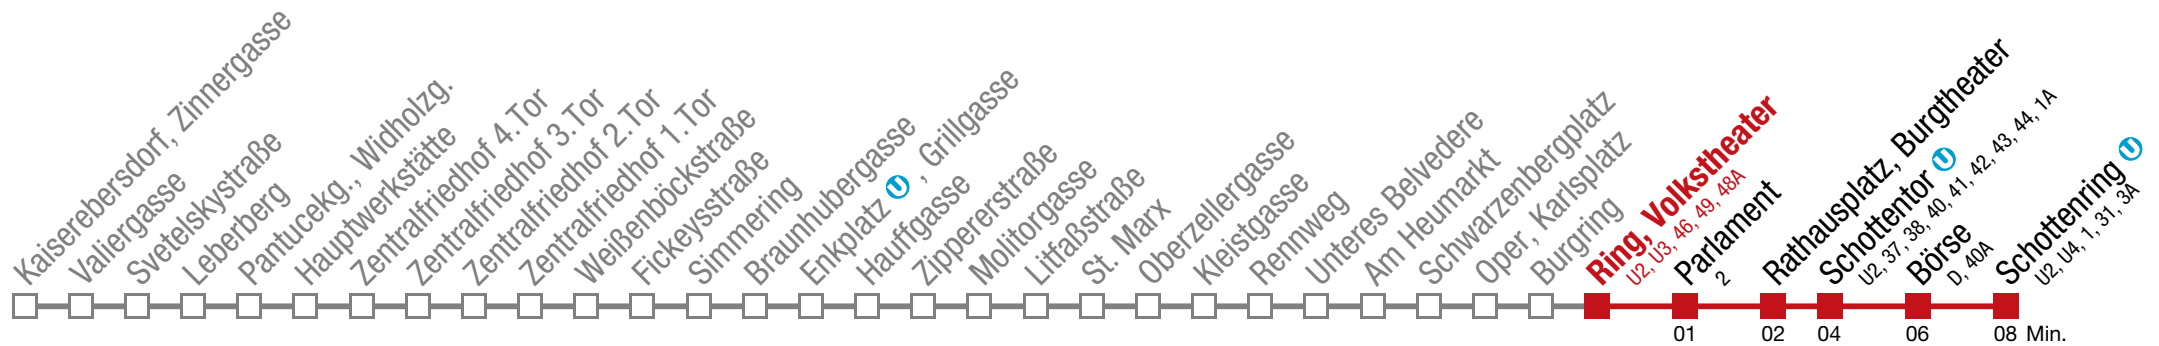 Kaiserebersdorf, Zinnergasse
Valiergasse
Svetelskystraße
Leberberg
Pantucekg., Widholzg.
Hauptwerkstätte
Zentralfriedhof 4.Tor
Zentralfriedhof 3.Tor
Zentralfriedhof 2.Tor
Zentralfriedhof 1.Tor
Weißenböckstraße
Fickeysstraße
Simmering
Braunhubergasse
Enkplatz U , Grillgasse
Hauffgasse
Zippererstraße
Molitorgasse
Litfaßstraße
St. Marx
Oberzellergasse
Kleistgasse
Rennweg
Unteres Belvedere
Am Heumarkt
Schwarzenbergplatz
Oper, Karlsplatz
Burgring
Ring, Volkstheater
U2, U3, 46, 49, 48A
Parlament
2
Rathausplatz, Burgtheater
Schottentor U
U2, 37, 38, 40, 41, 42, 43, 44, 1A
Börse
D, 40A
Schottenring U
U2, U4, 1, 31, 3A
01 02 04 06 08 Min.